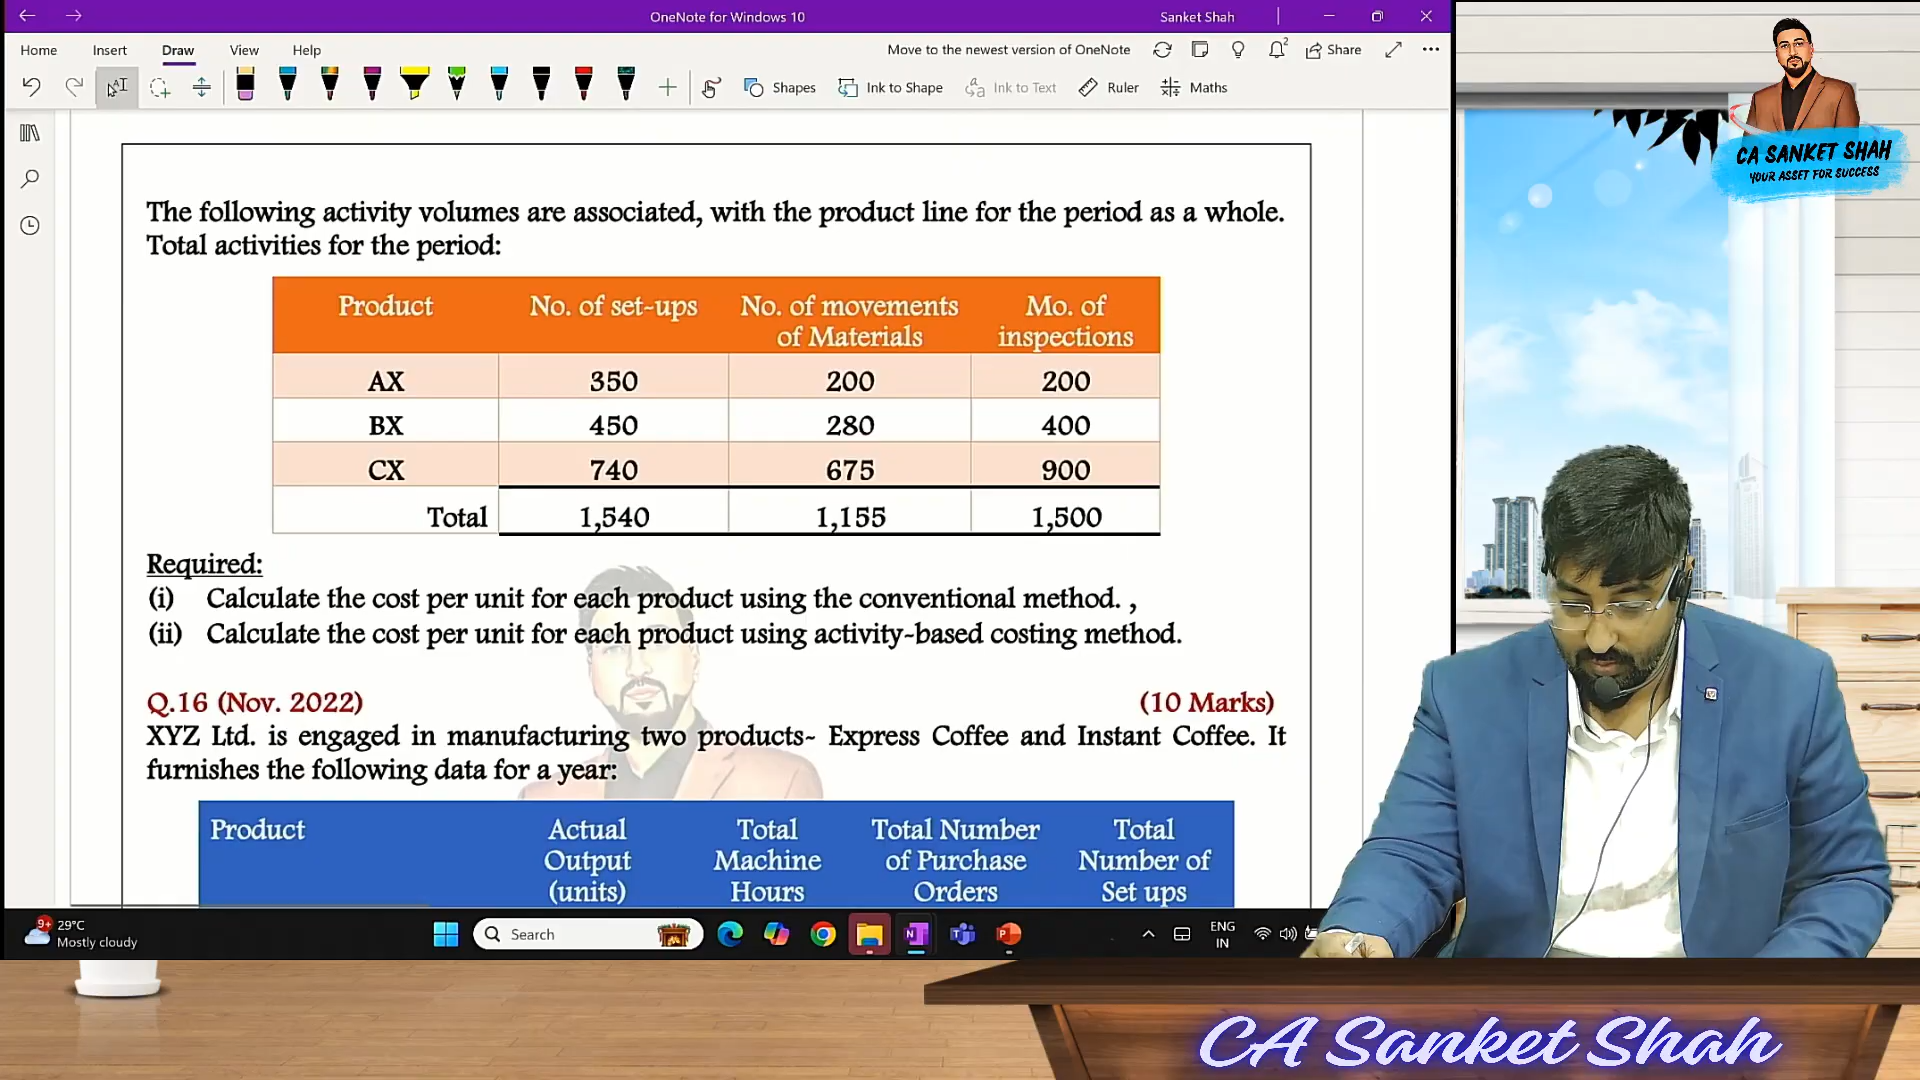 OneNote for Windows 10
Sanket Shah
Home Insert Draw View Help
Move to the newest version of OneNote
2
Share
Shapes
Ink to Shape
Ink to Text
Ruler
Maths
CA SANKET SHAH
YOUR ASSET FOR SUCCESS
The following activity volumes are associated, with the product line for the period as a whole.
Total activities for the period:
Product No. of set-ups No. of movements of Materials Mo. of inspections
AX 350 200 200
BX 450 280 400
CX 740 675 900
Total 1,540 1,155 1,500
Required:
(i) Calculate the cost per unit for each product using the conventional method. ,
(ii) Calculate the cost per unit for each product using activity-based costing method.
Q.16 (Nov. 2022) (10 Marks)
XYZ Ltd. is engaged in manufacturing two products- Express Coffee and Instant Coffee. It
furnishes the following data for a year:
Product Actual Output (units) Total Machine Hours Total Number of Purchase Orders Total Number of Set ups
9+
29°C
Mostly cloudy
Search
ENG
IN
CA Sanket Shah